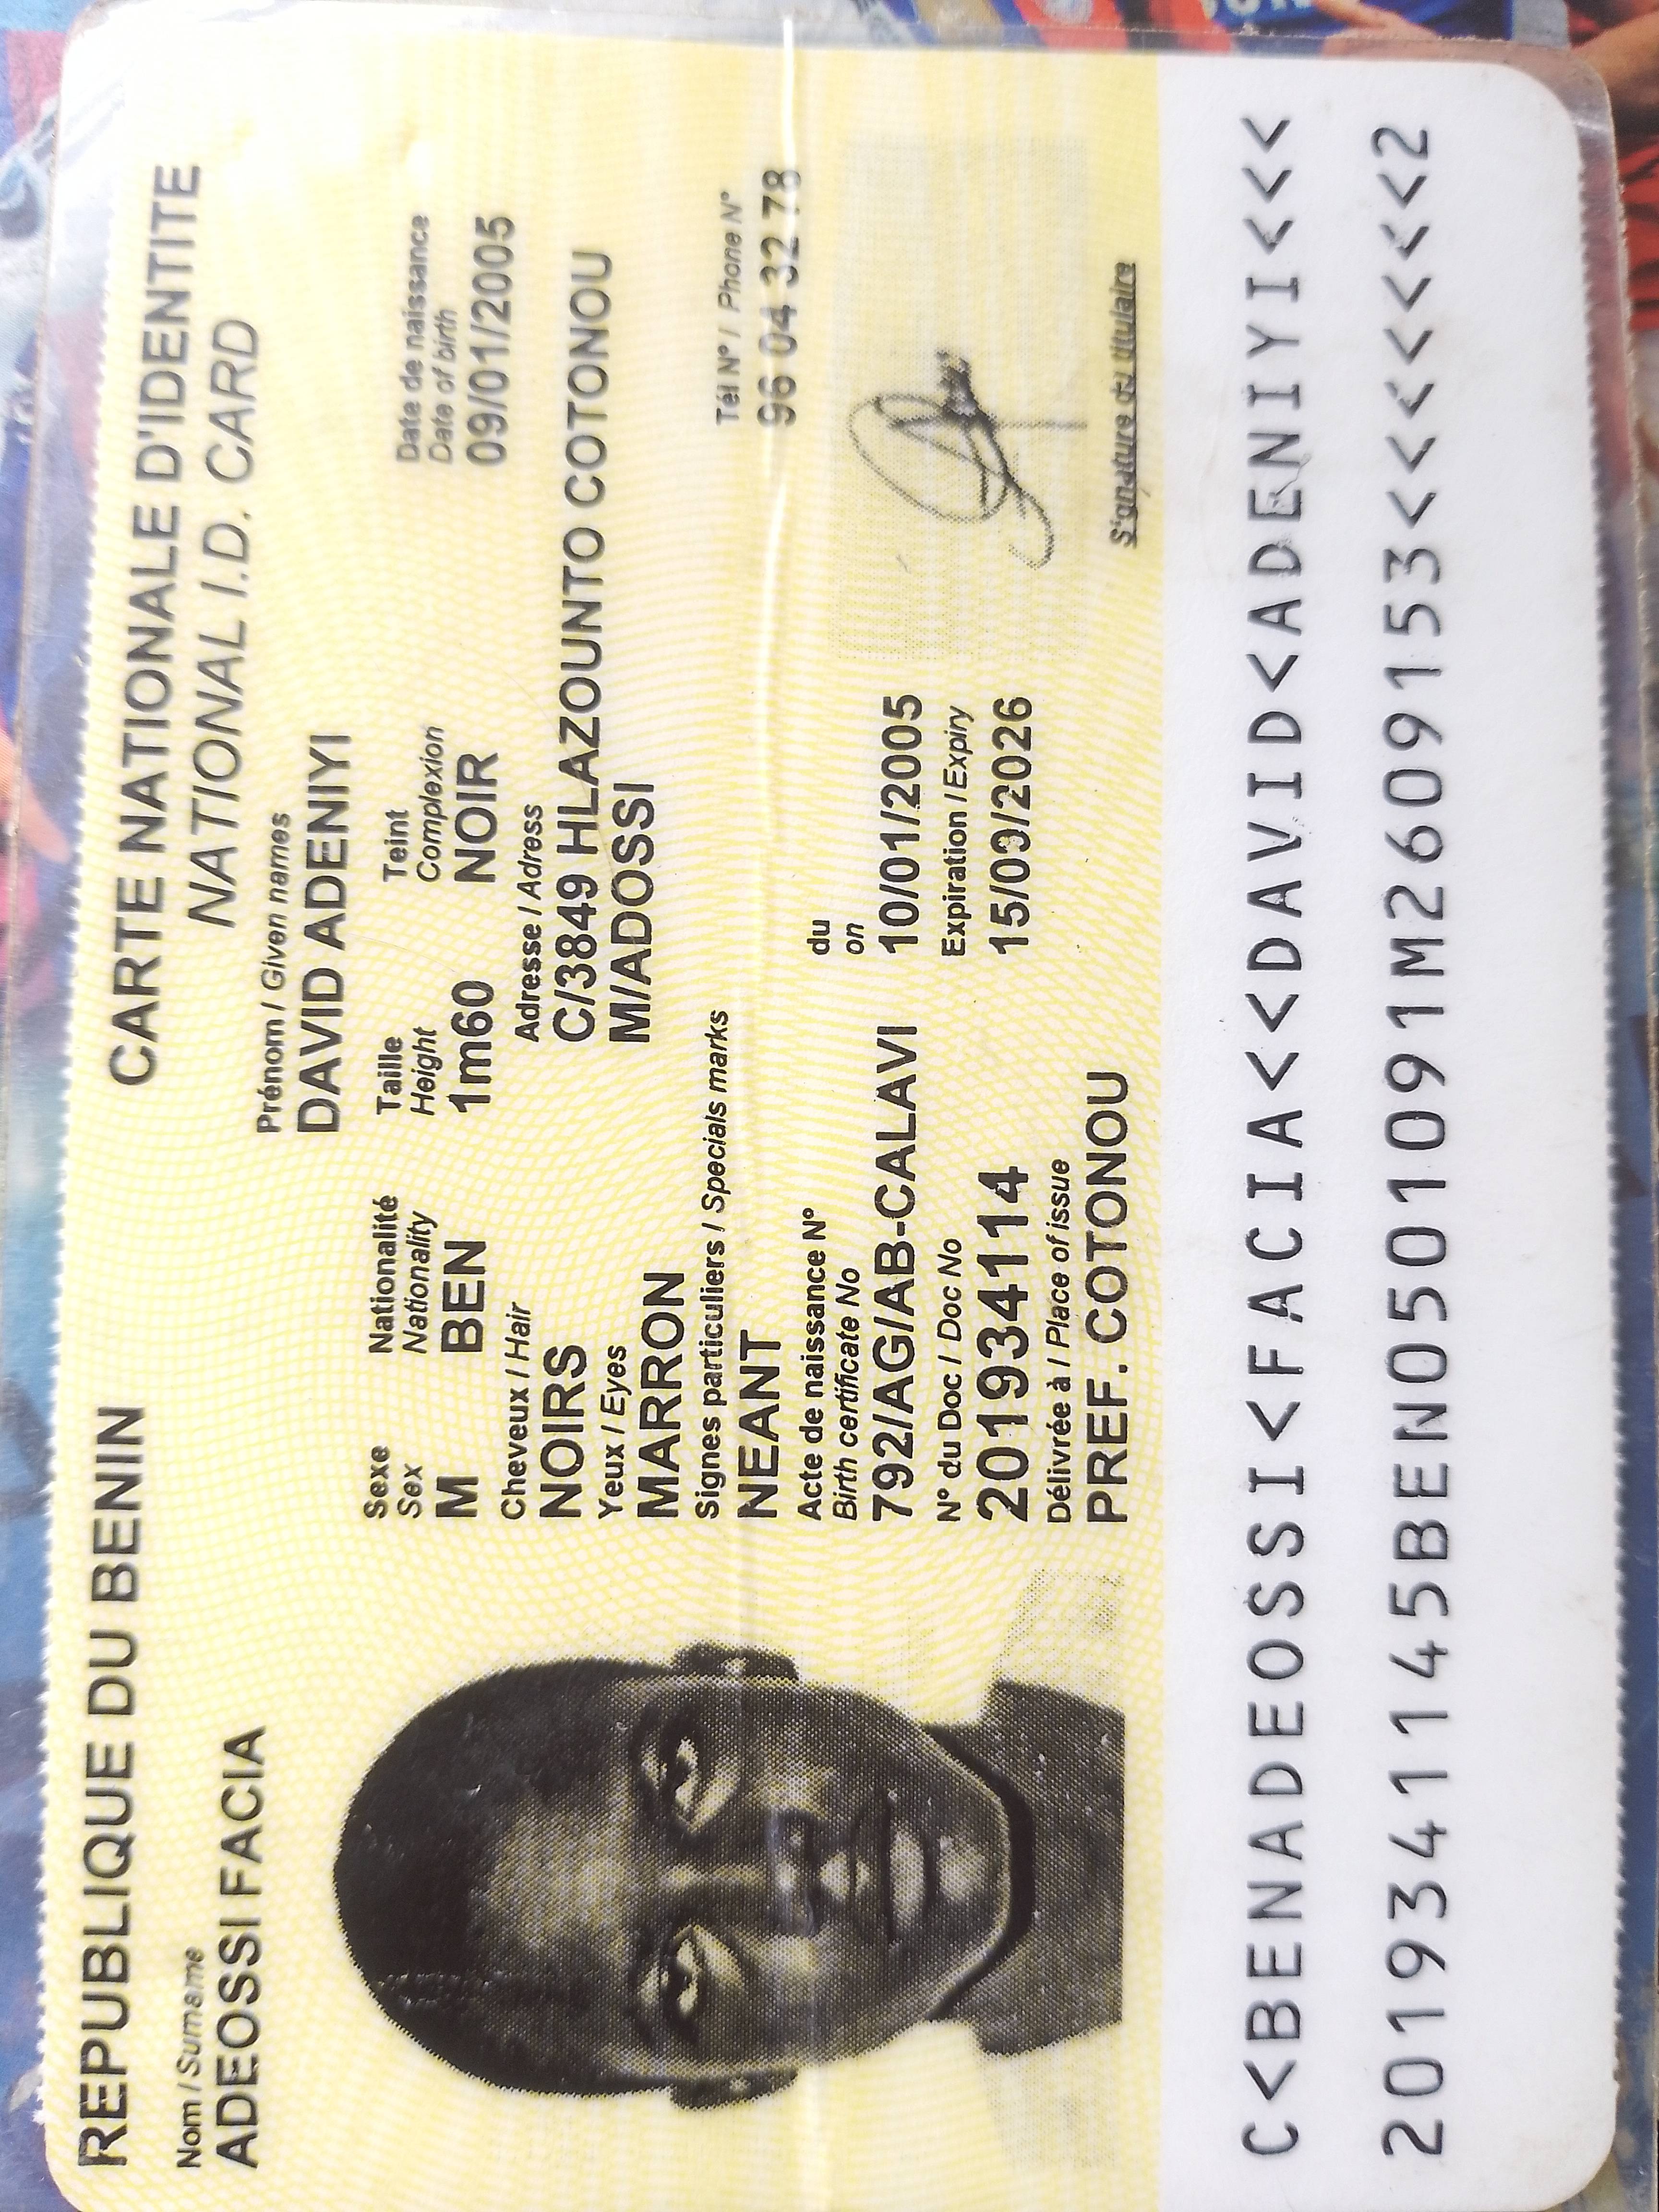 REPUBLIQUE DU BENIN
CARTE NATIONALE D'IDENTITE
NATIONAL I.D. CARD
Nom / Surname
ADEOSSI FACIA
Prénom / Given names
DAVID ADENIYI
Sexe Nationalité Taille Teint Date de naissance
Sex Nationality Height Complexion Date of birth
M BEN 1m60 NOIR 09/01/2005
Cheveux / Hair Adresse / Adress
NOIRS C/3849 HLAZOUNTO COTONOU
Yeux / Eyes M/ADOSSI
MARRON
Signes particuliers / Specials marks Tél N° / Phone N°
NEANT 96 04 32 78
Acte de naissance N° du
Birth certificate No on
792/AG/AB-CALAVI 10/01/2005
N° du Doc / Doc No Expiration / Expiry
201934114 15/09/2026
Délivrée à / Place of issue
PREF. COTONOU
Signature du titulaire
C<BENADEOSSI<FACIA<<DAVID<ADENIYI<<<
2019341145BEN0501091M2609153<<<<<<<2